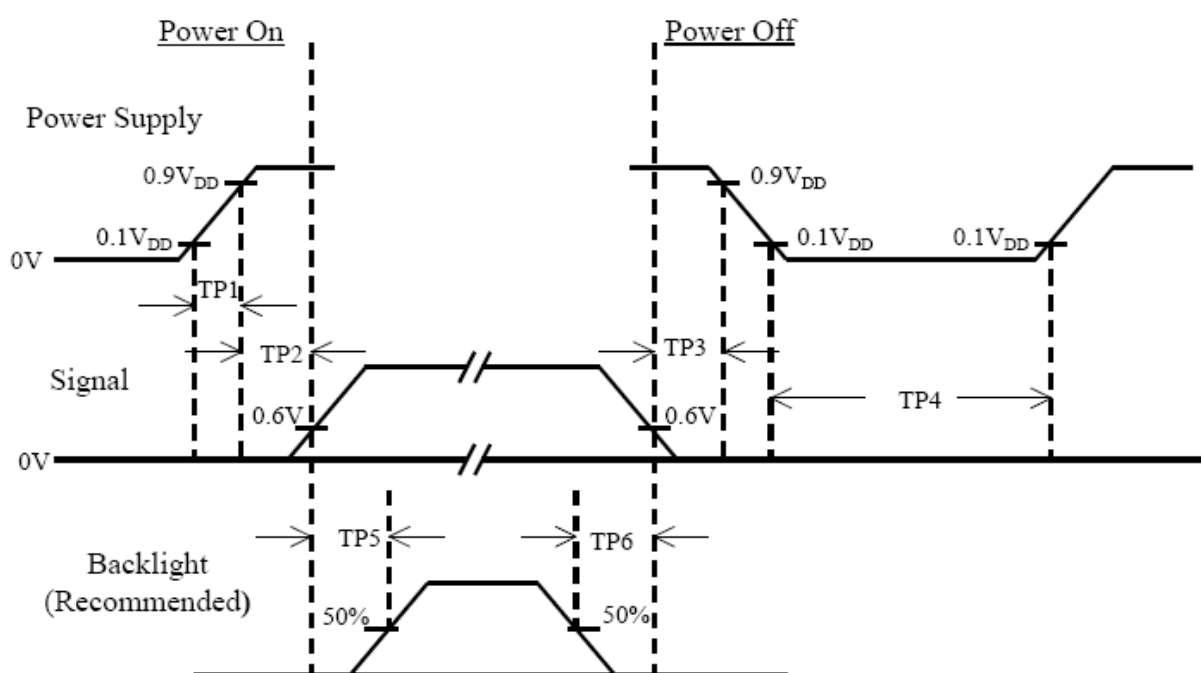 Power On
Power Off
Power Supply
0.9VDD
0.9VDD
0.1VDD
0.1VDD
0.1VDD
0V
TP1
TP2
TP3
Signal
TP4
0.6V
0.6V
0V
TP5
TP6
Backlight
(Recommended)
50%
50%